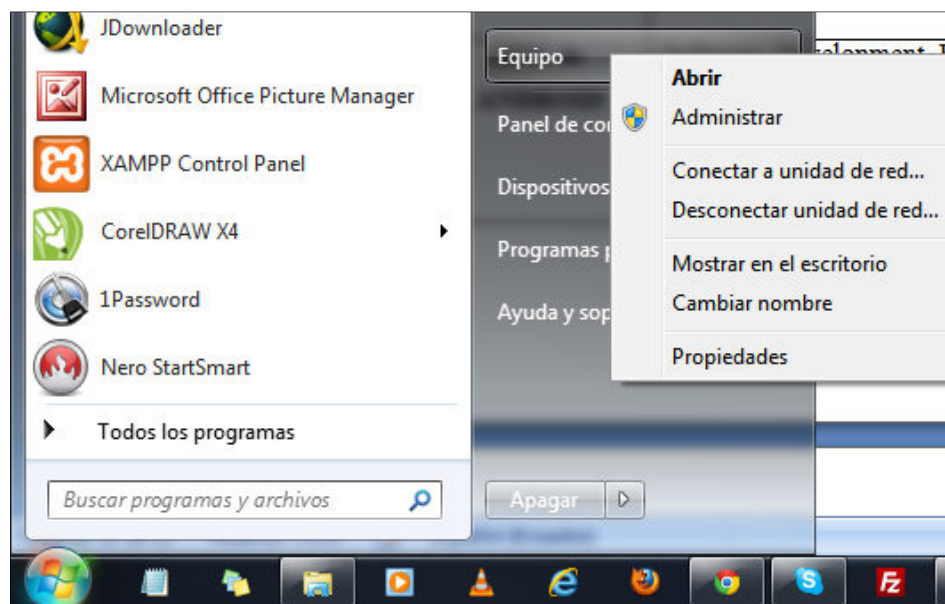 JDownloader
Microsoft Office Picture Manager
XAMPP Control Panel
CorelDRAW X4
1Password
Nero StartSmart
Todos los programas
Buscar programas y archivos
Equipo
Panel de
Dispositivos
Programas
Ayuda y
Apagar
Abrir
Administrar
Conectar a unidad de red...
Desconectar unidad de red...
Mostrar en el escritorio
Cambiar nombre
Propiedades